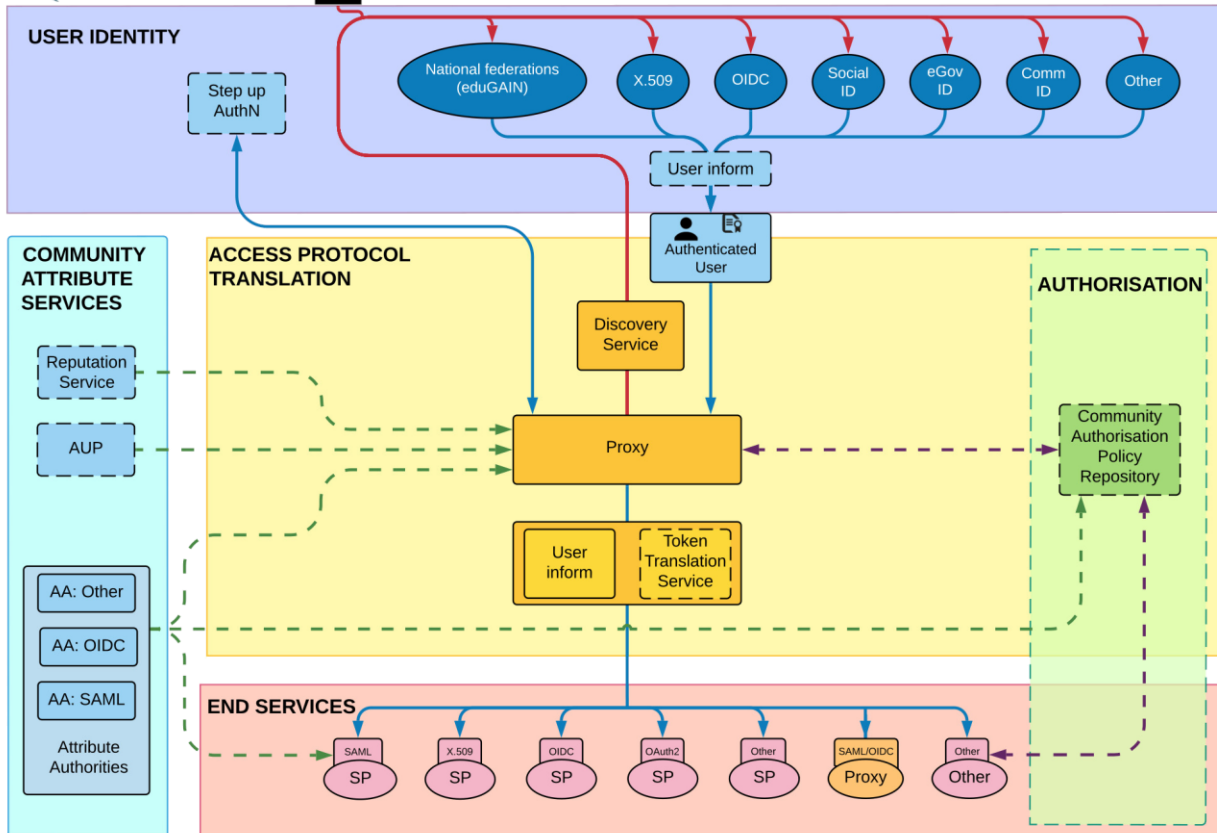 USER IDENTITY
National federations
(eduGAIN)
X.509
OIDC
Social
ID
eGov
ID
Comm
ID
Other
Step up
AuthN
User inform
Authenticated
User
COMMUNITY
ATTRIBUTE
SERVICES
ACCESS PROTOCOL
TRANSLATION
AUTHORISATION
Discovery
Service
Reputation
Service
AUP
Proxy
Community
Authorisation
Policy
Repository
User
inform
Token
Translation
Service
AA: Other
AA: OIDC
AA: SAML
Attribute
Authorities
END SERVICES
SAML
SP
X.509
SP
OIDC
SP
OAuth2
SP
Other
SP
SAML/OIDC
Proxy
Other
Other